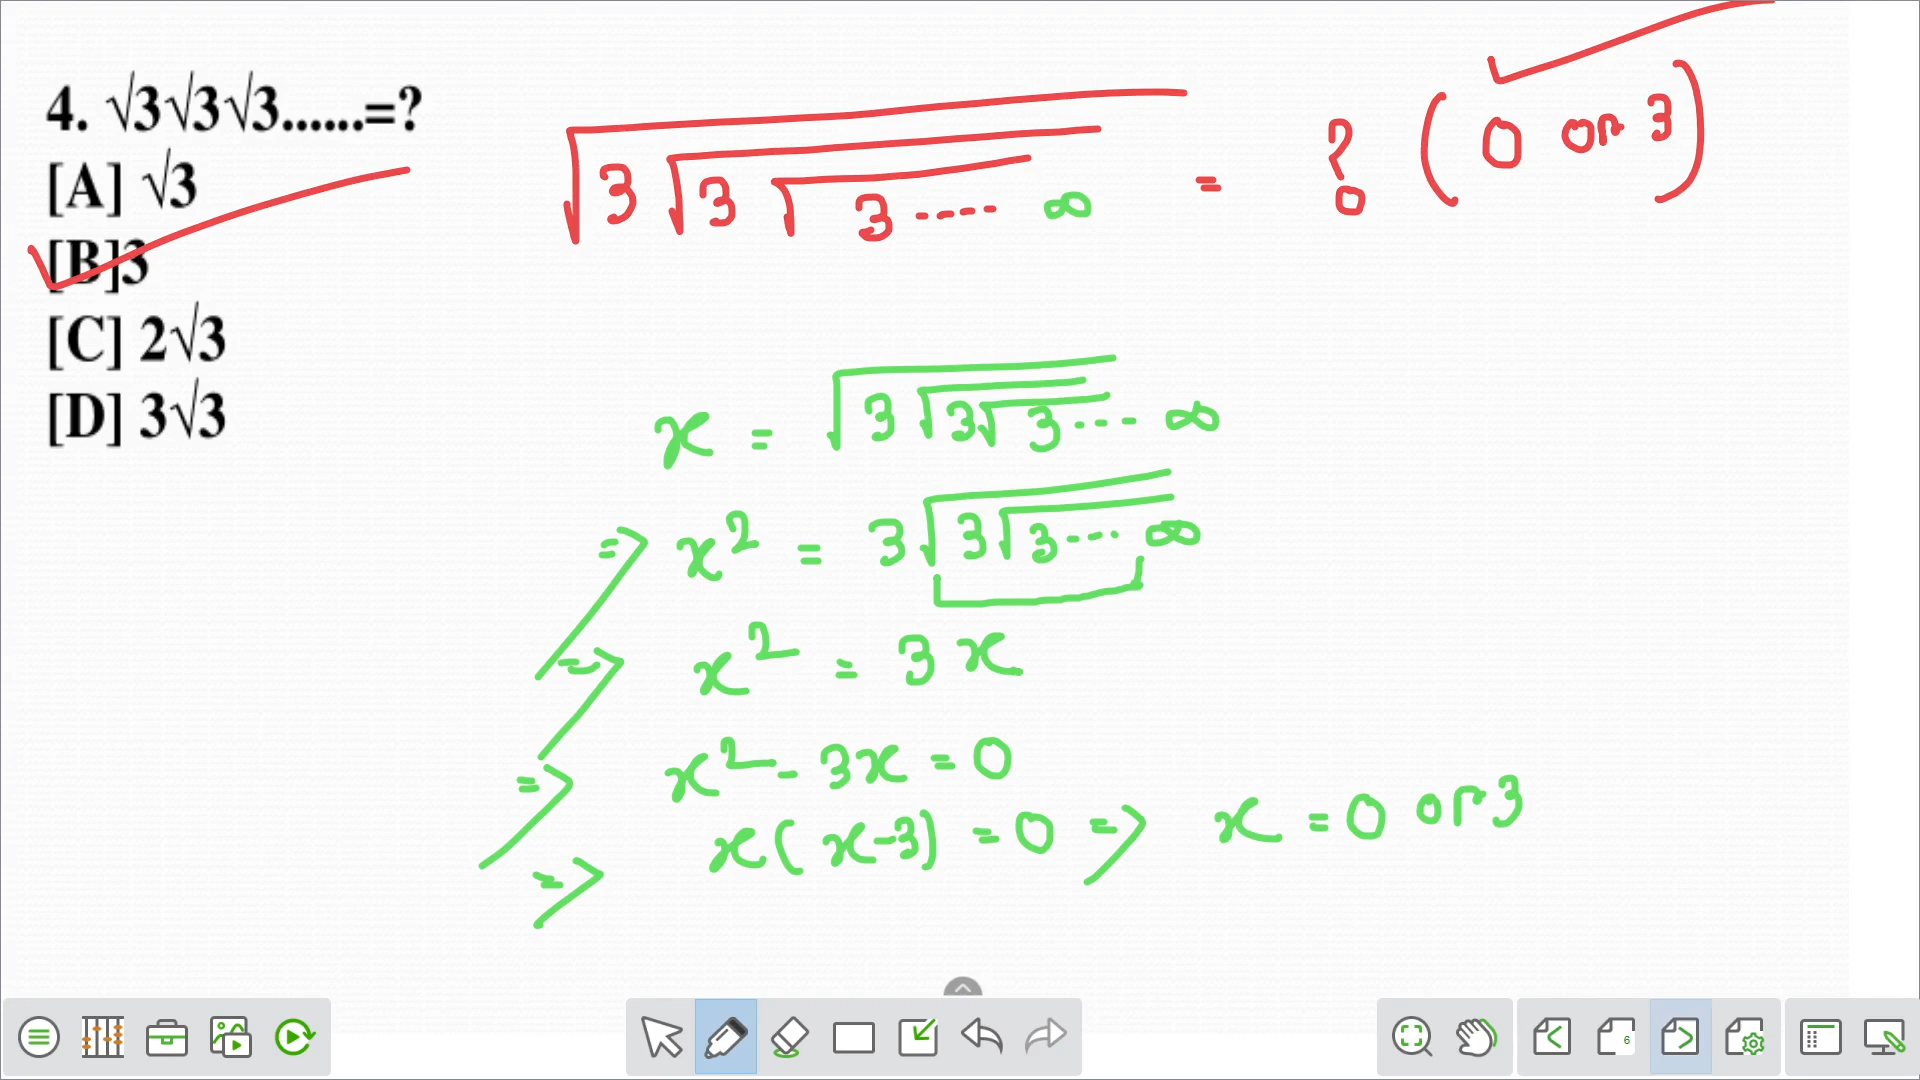 4. √3√3√3......=?
[A] √3
[B]3
[C] 2√3
[D] 3√3
√3√3√3.... ∞ = ? (0 or 3)
x = √3√3√3.... ∞
=> x² = 3√3√3.... ∞
=> x² = 3x
=> x² - 3x = 0
=> x(x-3) = 0 => x = 0 or 3
6